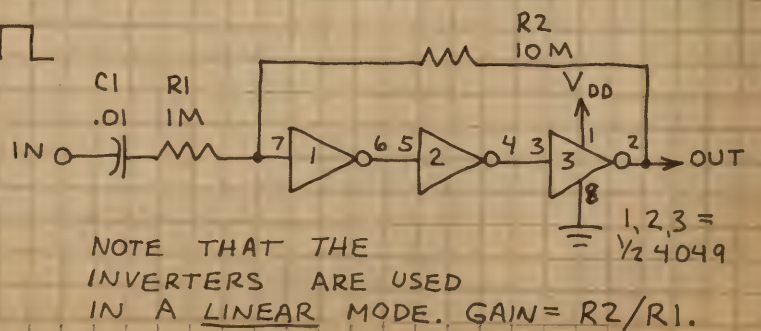 R2
10M
C1 R1
.01 1M
VDD
IN 7 1 6 5 2 4 3 3 1 2 OUT
8
1, 2, 3 =
1/2 4049
NOTE THAT THE
INVERTERS ARE USED
IN A LINEAR MODE. GAIN = R2/R1.